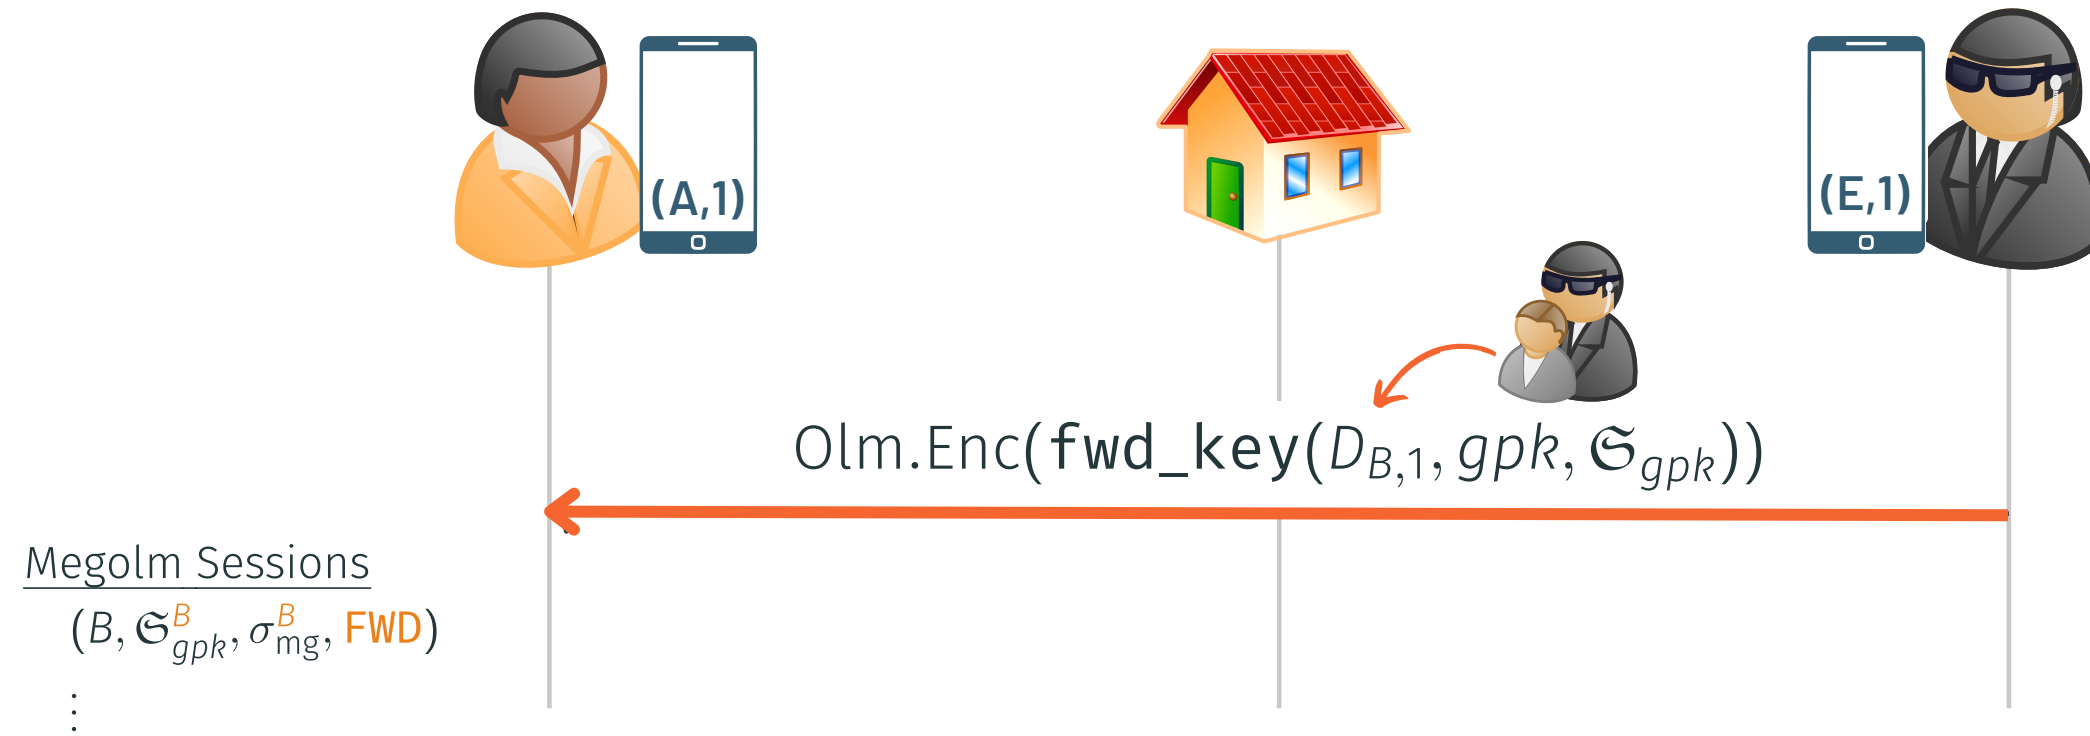 (A,1)
(E,1)
Olm.Enc(fwd_key(D_{B,1}, gpk, 𝔖_{gpk}))
Megolm Sessions
(B, 𝔖^B_{gpk}, σ^B_{mg}, FWD)
⋮